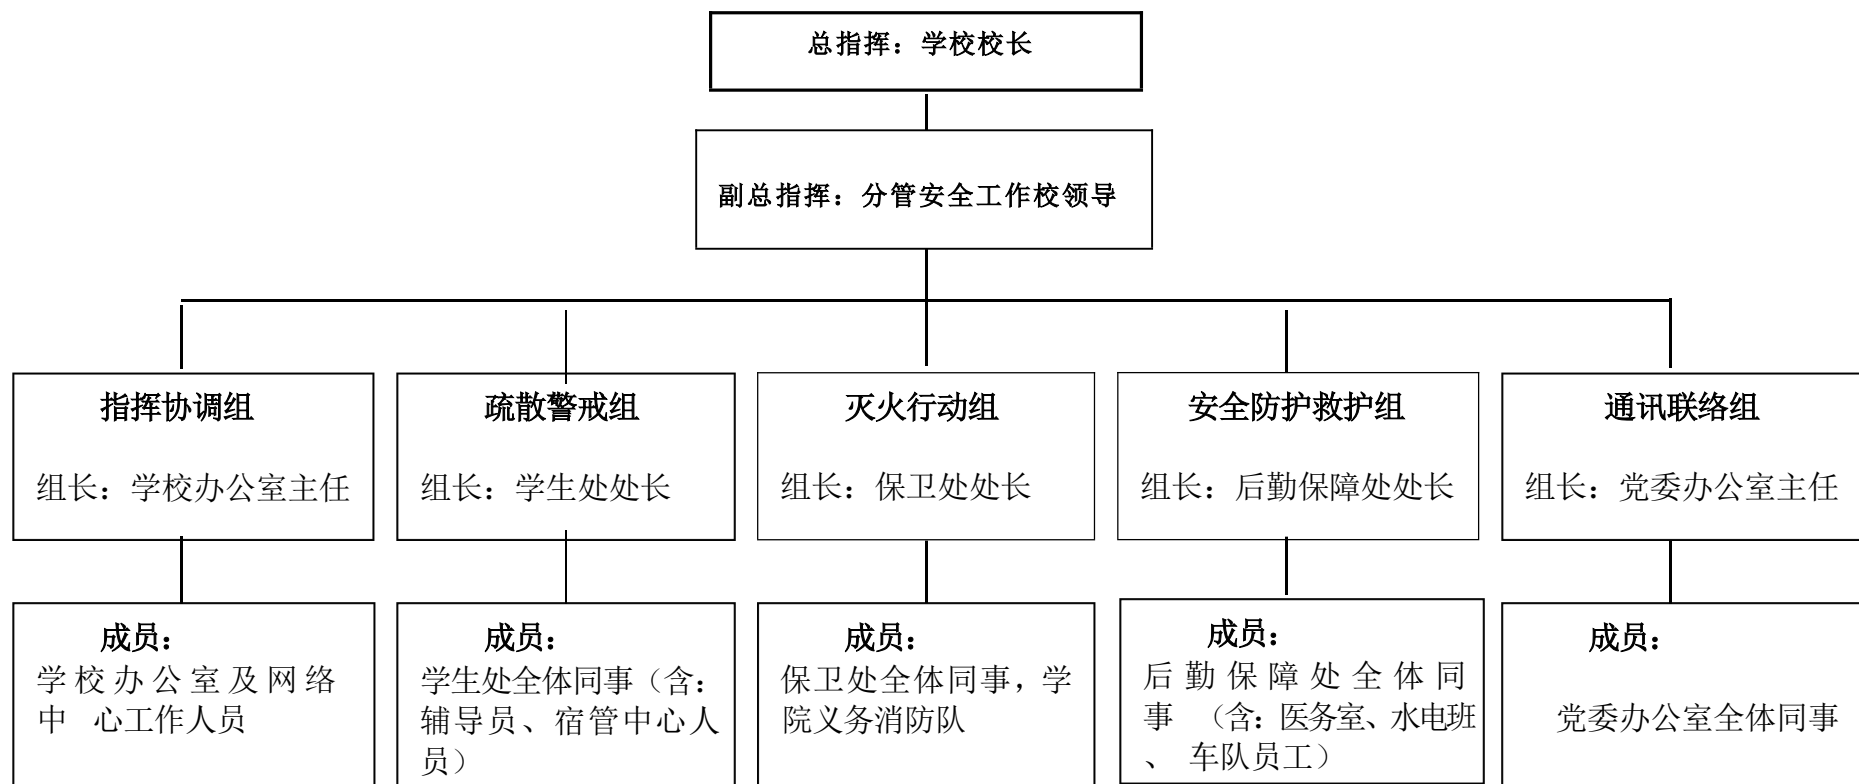 总指挥：学校校长
副总指挥：分管安全工作校领导
指挥协调组
组长：学校办公室主任
疏散警戒组
组长：学生处处长
灭火行动组
组长：保卫处处长
安全防护救护组
组长：后勤保障处处长
通讯联络组
组长：党委办公室主任
成员：
学校办公室及网络
中 心工作人员
成员：
学生处全体同事（含：
辅导员、宿管中心人
员）
成员：
保卫处全体同事，学
院义务消防队
成员：
后勤保障处全体同
事 （含：医务室、水电班
、 车队员工）
成员：
党委办公室全体同事